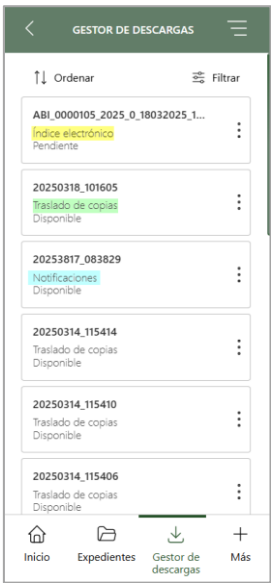 GESTOR DE DESCARGAS
Ordenar Filtrar
ABI_0000105_2025_0_18032025_1...
Índice electrónico
Pendiente
20250318_101605
Traslado de copias
Disponible
20253817_083829
Notificaciones
Disponible
20250314_115414
Traslado de copias
Disponible
20250314_115410
Traslado de copias
Disponible
20250314_115406
Traslado de copias
Disponible
Inicio Expedientes Gestor de descargas Más